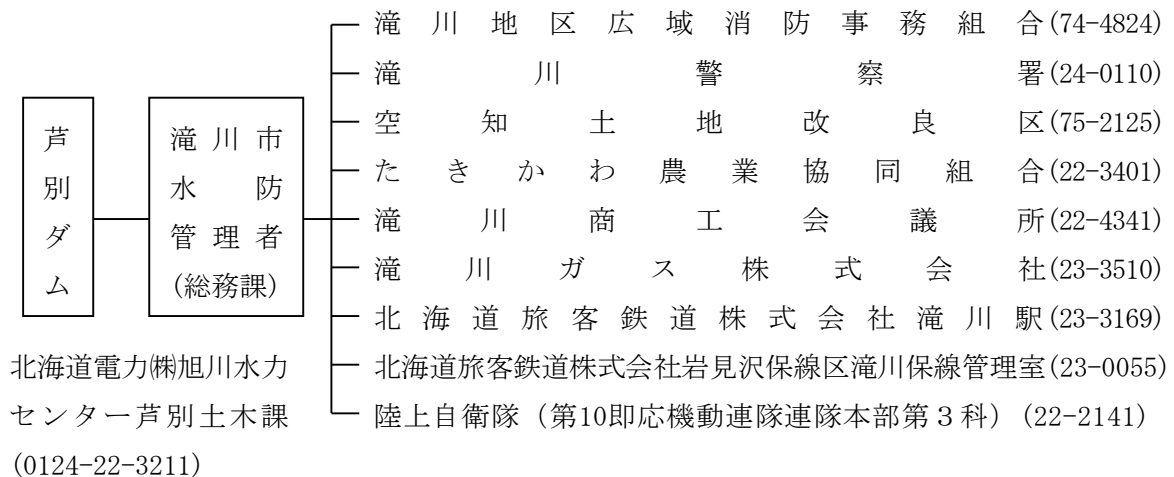 芦別ダム
北海道電力㈱旭川水力
センター芦別土木課
(0124-22-3211)
滝川市
水防
管理者
(総務課)
滝川地区広域消防事務組合(74-4824)
滝川警察署(24-0110)
空知土地改良区(75-2125)
たきかわ農業協同組合(22-3401)
滝川商工会議所(22-4341)
滝川ガス株式会社(23-3510)
北海道旅客鉄道株式会社滝川駅(23-3169)
北海道旅客鉄道株式会社岩見沢保線区滝川保線管理室(23-0055)
陸上自衛隊（第10即応機動連隊連隊本部第３科）(22-2141)